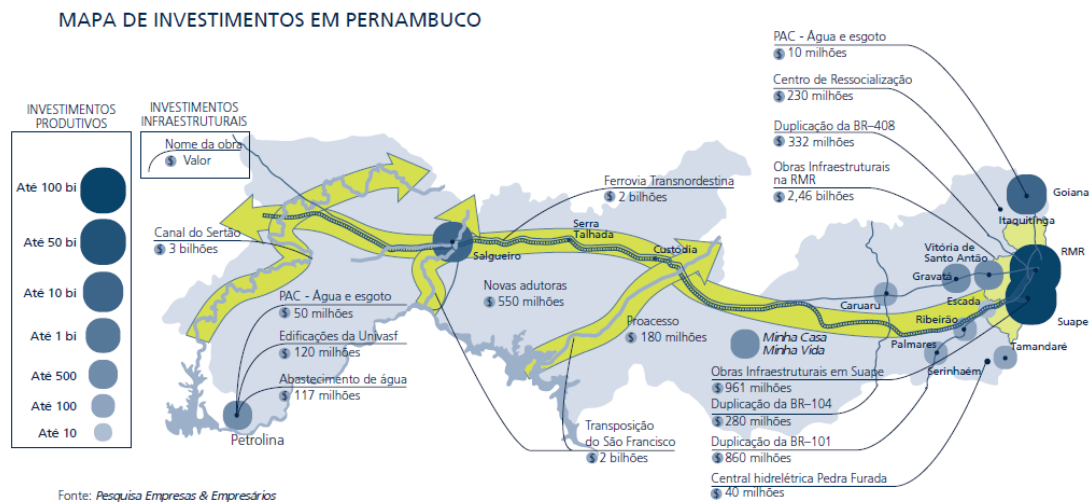 MAPA DE INVESTIMENTOS EM PERNAMBUCO
INVESTIMENTOS
PRODUTIVOS
Até 100 bi
Até 50 bi
Até 10 bi
Até 1 bi
Até 500
Até 100
Até 10
INVESTIMENTOS
INFRAESTRUTURAIS
Nome da obra
$ Valor
Canal do Sertão
$ 3 bilhões
PAC - Água e esgoto
$ 50 milhões
Edificações da Univasf
$ 120 milhões
Abastecimento de água
$ 117 milhões
Petrolina
Salgueiro
Ferrovia Transnordestina
$ 2 bilhões
Serra
Talhada
Custódia
Novas adutoras
$ 550 milhões
Proacesso
$ 180 milhões
Transposição
do São Francisco
$ 2 bilhões
PAC - Água e esgoto
$ 10 milhões
Centro de Ressocialização
$ 230 milhões
Duplicação da BR–408
$ 332 milhões
Obras Infraestruturais
na RMR
$ 2,46 bilhões
Goiana
Itaquitinga
RMR
Vitória de
Santo Antão
Gravatá
Caruaru
Escada
Ribeirão
Suape
Palmares
Tamandaré
Serinhaém
Minha Casa
Minha Vida
Obras Infraestruturais em Suape
$ 961 milhões
Duplicação da BR–104
$ 280 milhões
Duplicação da BR–101
$ 860 milhões
Central hidrelétrica Pedra Furada
$ 40 milhões
Fonte: Pesquisa Empresas & Empresários